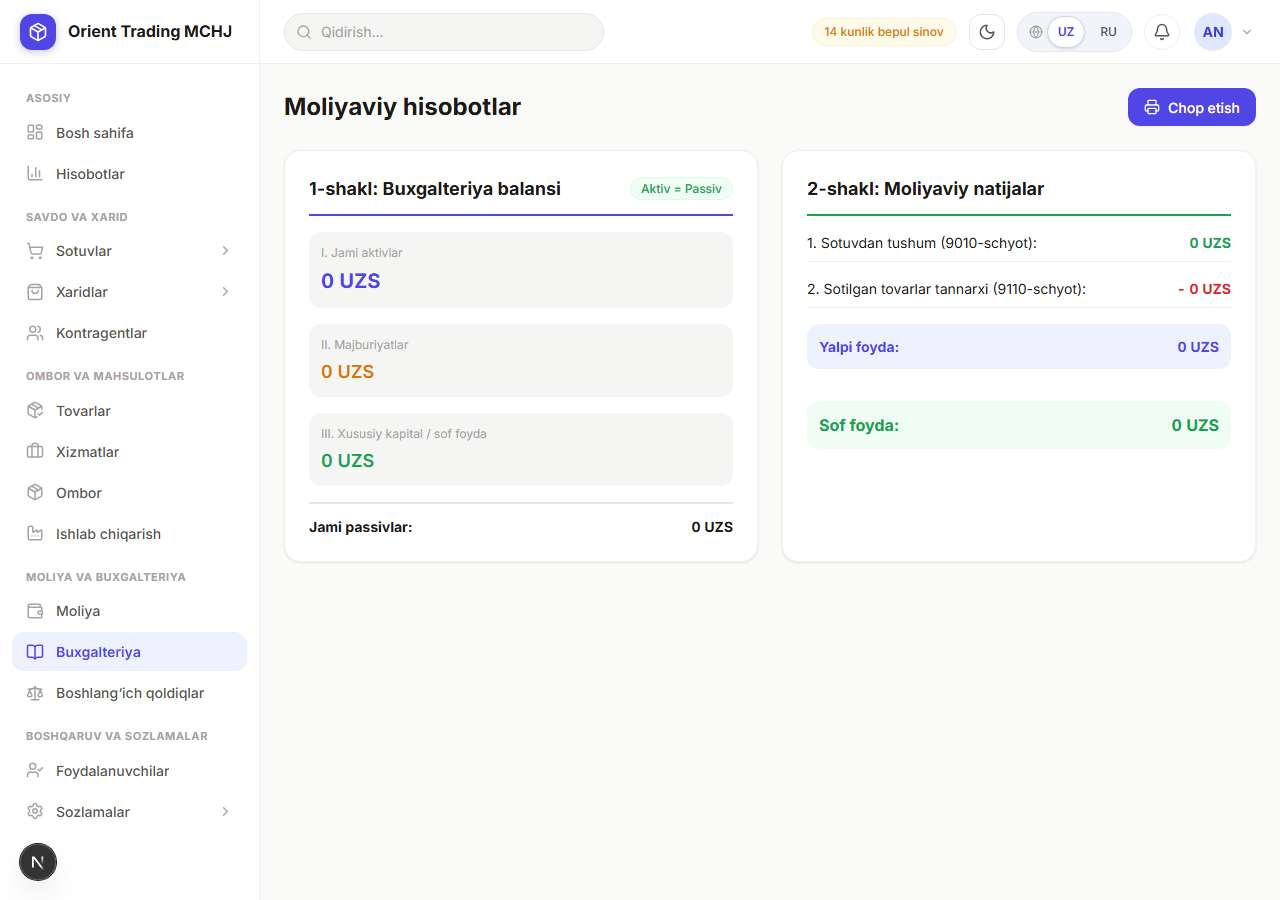 Orient Trading MCHJ
Qidirish...
14 kunlik bepul sinov
UZ
RU
AN
ASOSIY
Bosh sahifa
Hisobotlar
SAVDO VA XARID
Sotuvlar
Xaridlar
Kontragentlar
OMBOR VA MAHSULOTLAR
Tovarlar
Xizmatlar
Ombor
Ishlab chiqarish
MOLIYA VA BUXGALTERIYA
Moliya
Buxgalteriya
Boshlang‘ich qoldiqlar
BOSHQARUV VA SOZLAMALAR
Foydalanuvchilar
Sozlamalar
N
Moliyaviy hisobotlar
Chop etish
1-shakl: Buxgalteriya balansi
Aktiv = Passiv
I. Jami aktivlar
0 UZS
II. Majburiyatlar
0 UZS
III. Xususiy kapital / sof foyda
0 UZS
Jami passivlar: 0 UZS
2-shakl: Moliyaviy natijalar
1. Sotuvdan tushum (9010-schyot): 0 UZS
2. Sotilgan tovarlar tannarxi (9110-schyot): - 0 UZS
Yalpi foyda: 0 UZS
Sof foyda: 0 UZS